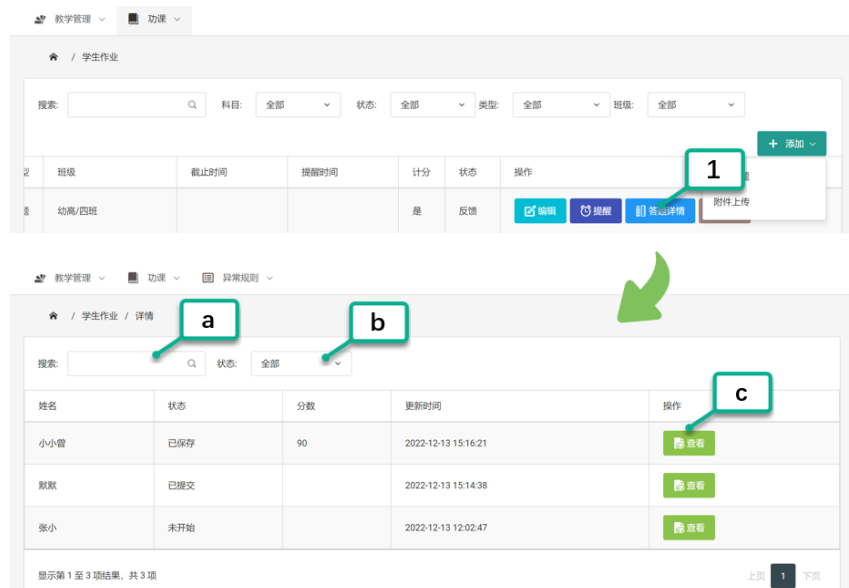 教学管理 功课
/ 学生作业
搜索: 科目: 全部 状态: 全部 类型: 全部 班级: 全部
+ 添加
班级 截止时间 提醒时间 计分 状态 操作
1
幼高/四班 是 反馈 编辑 提醒 答题详情 附件上传
教学管理 功课 异常规则
/ 学生作业 / 详情
a b
搜索: 状态: 全部
c
姓名 状态 分数 更新时间 操作
小小曾 已保存 90 2022-12-13 15:16:21 查看
默默 已提交 2022-12-13 15:14:38 查看
张小 未开始 2022-12-13 12:02:47 查看
显示第 1 至 3 项结果，共 3 项 上页 1 下页